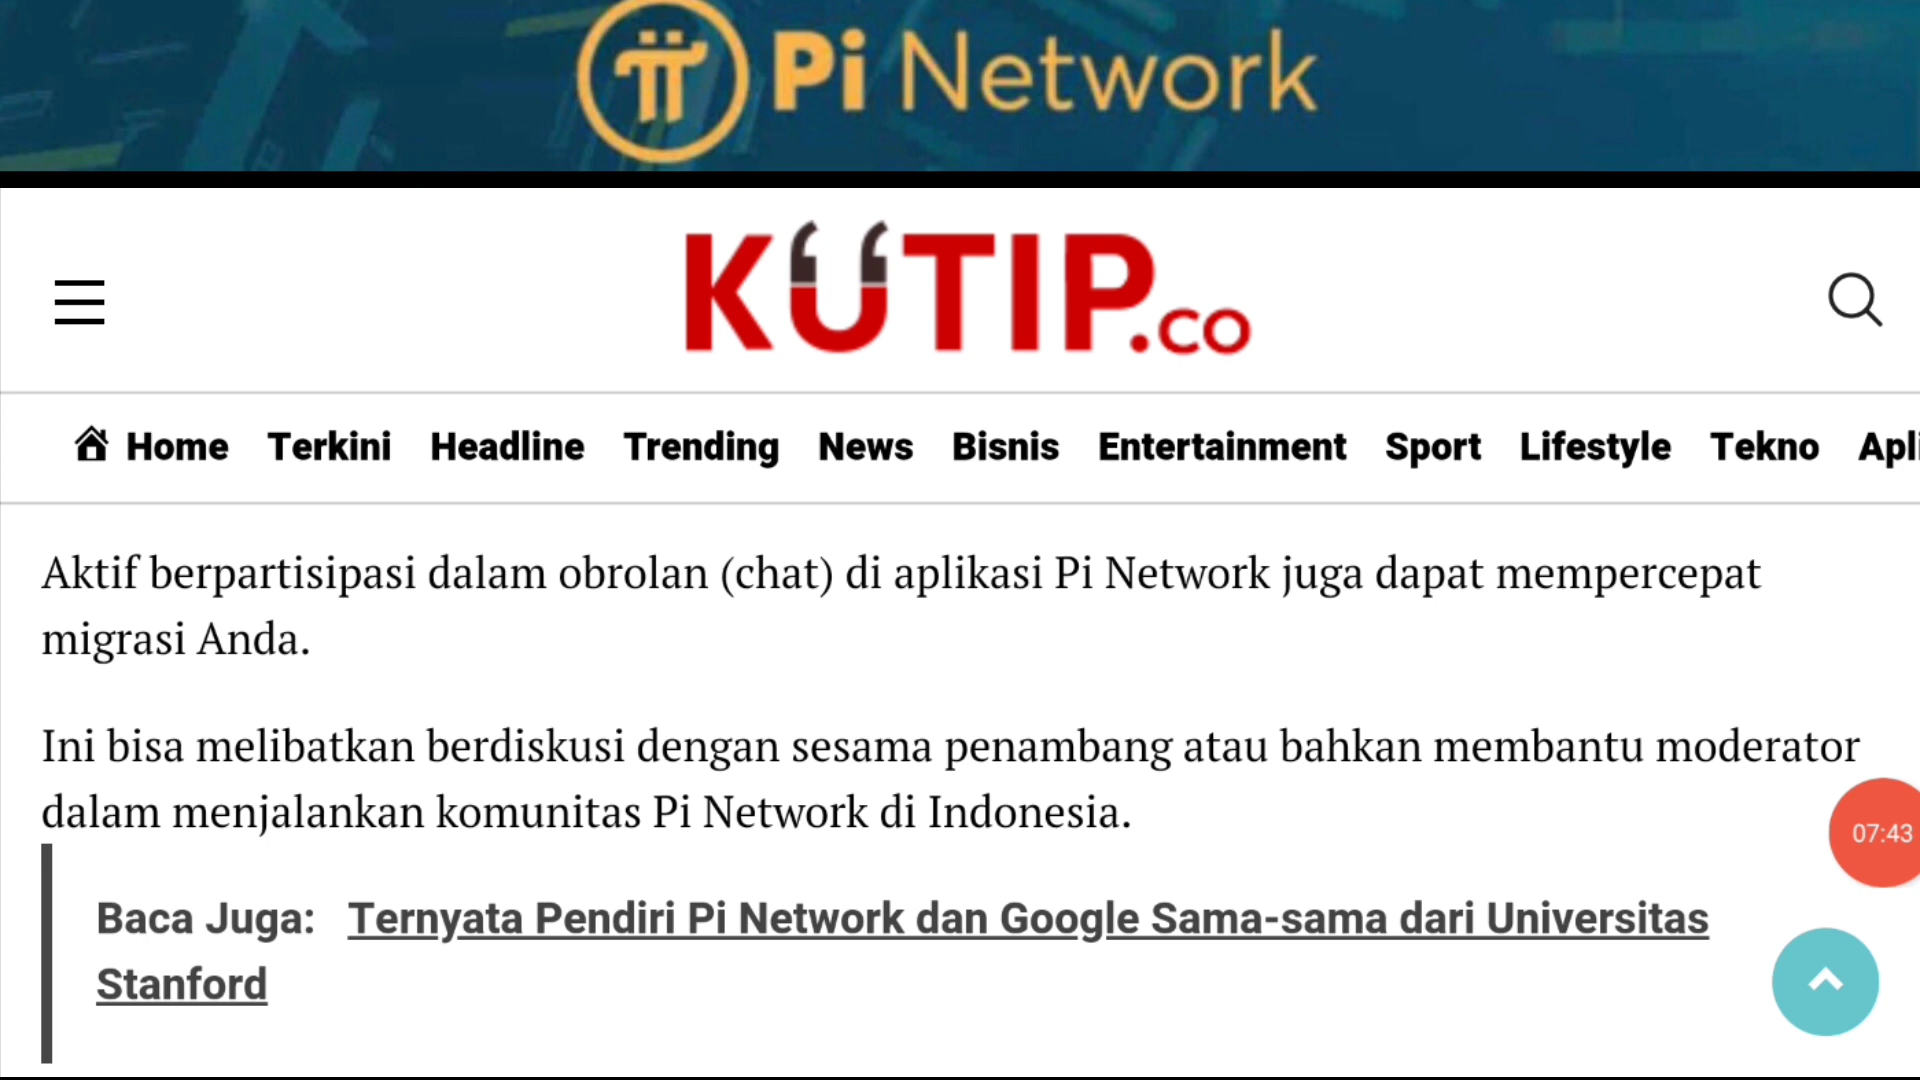 Pi Network
KUTIP.co
Home Terkini Headline Trending News Bisnis Entertainment Sport Lifestyle Tekno Apli
Aktif berpartisipasi dalam obrolan (chat) di aplikasi Pi Network juga dapat mempercepat
migrasi Anda.
Ini bisa melibatkan berdiskusi dengan sesama penambang atau bahkan membantu moderator
dalam menjalankan komunitas Pi Network di Indonesia.
07:43
Baca Juga: Ternyata Pendiri Pi Network dan Google Sama-sama dari Universitas
Stanford